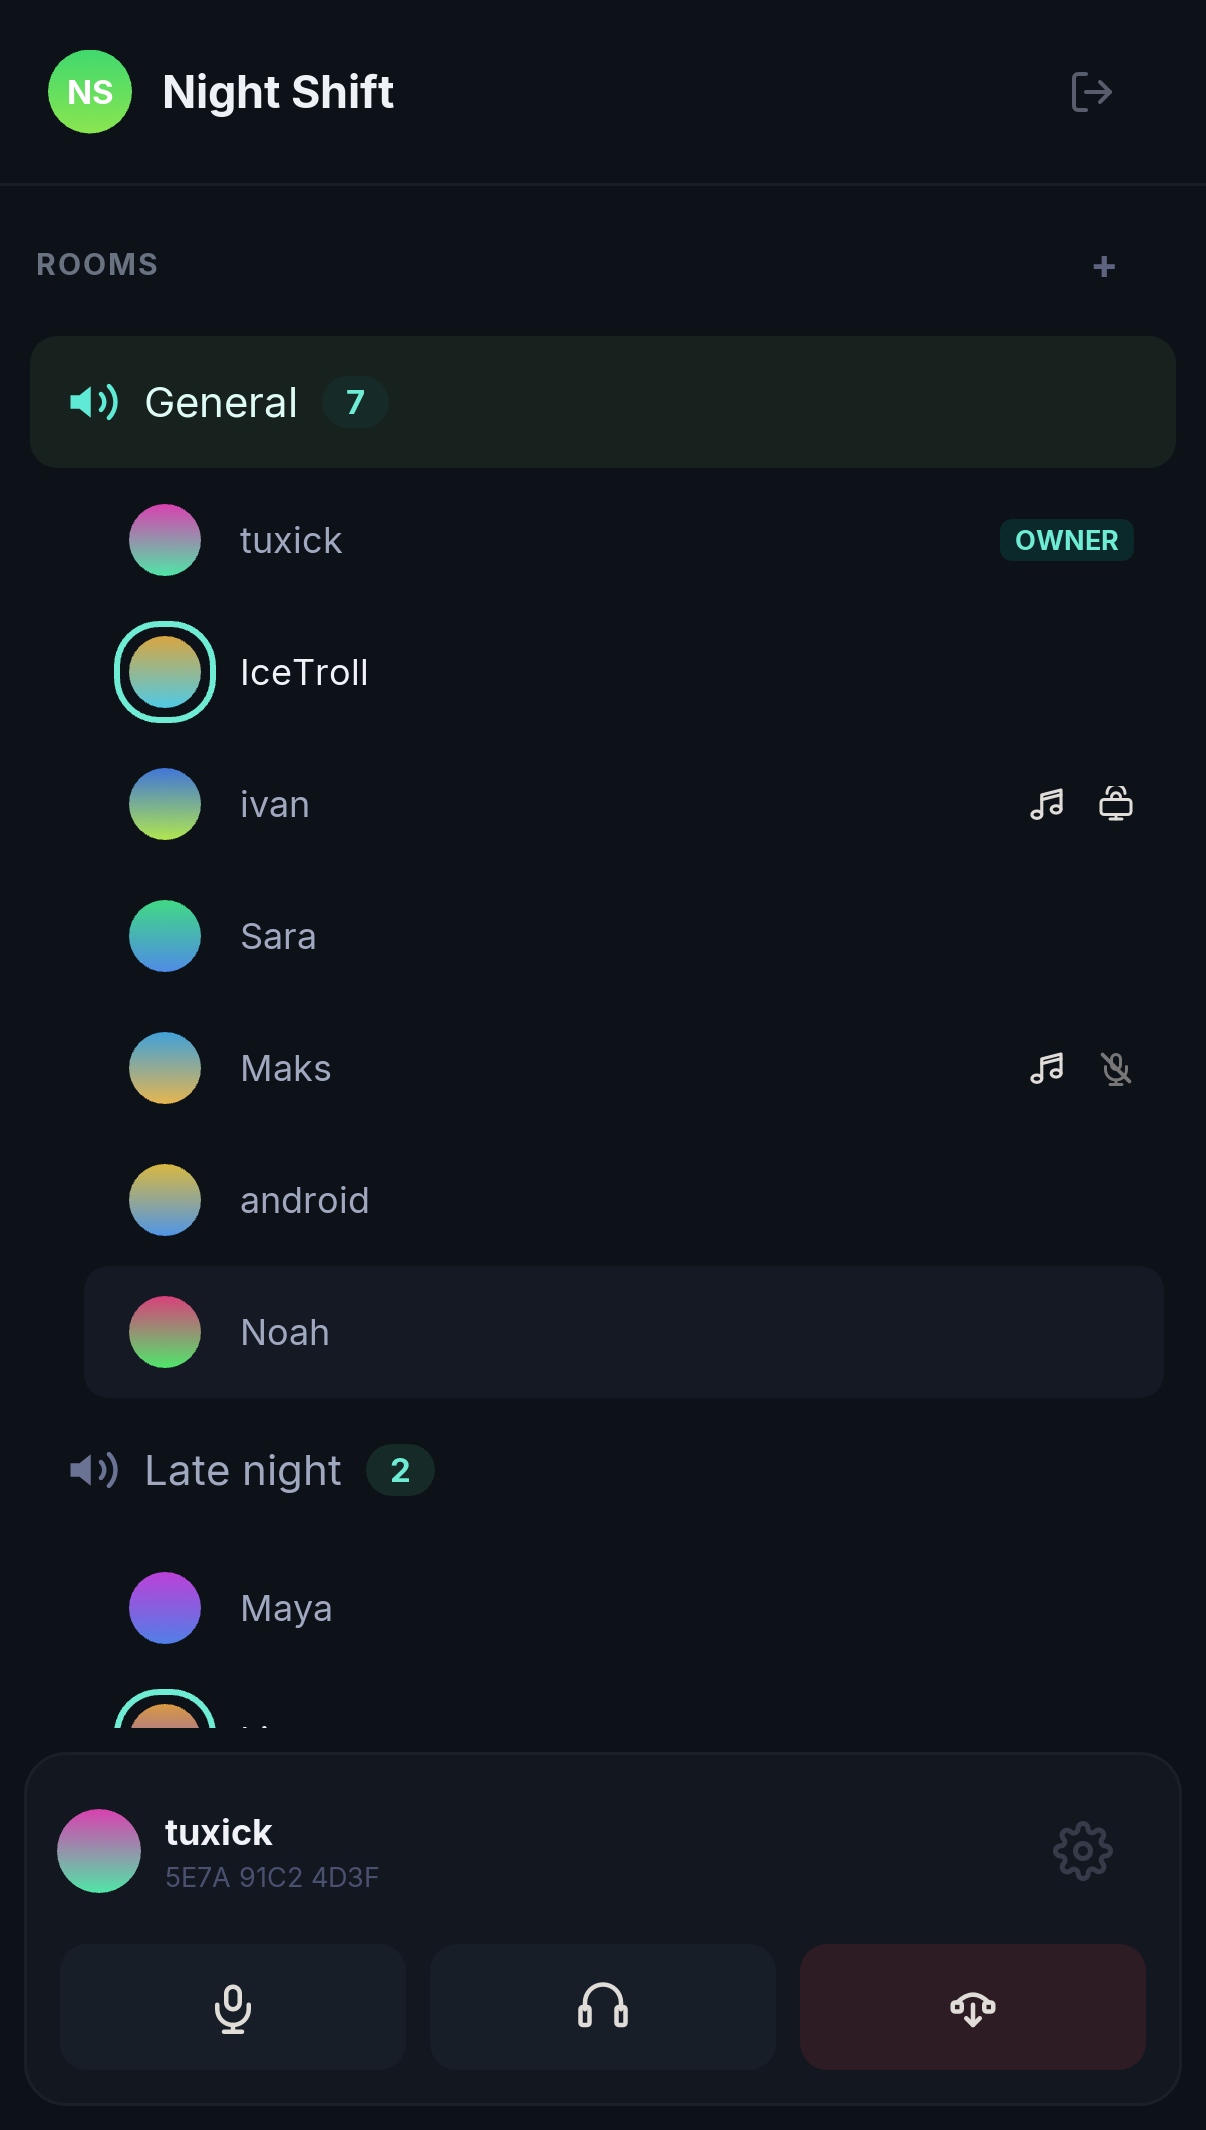 NS Night Shift
ROOMS +
General 7
tuxick OWNER
IceTroll
ivan
Sara
Maks
android
Noah
Late night 2
Maya
tuxick
5E7A 91C2 4D3F